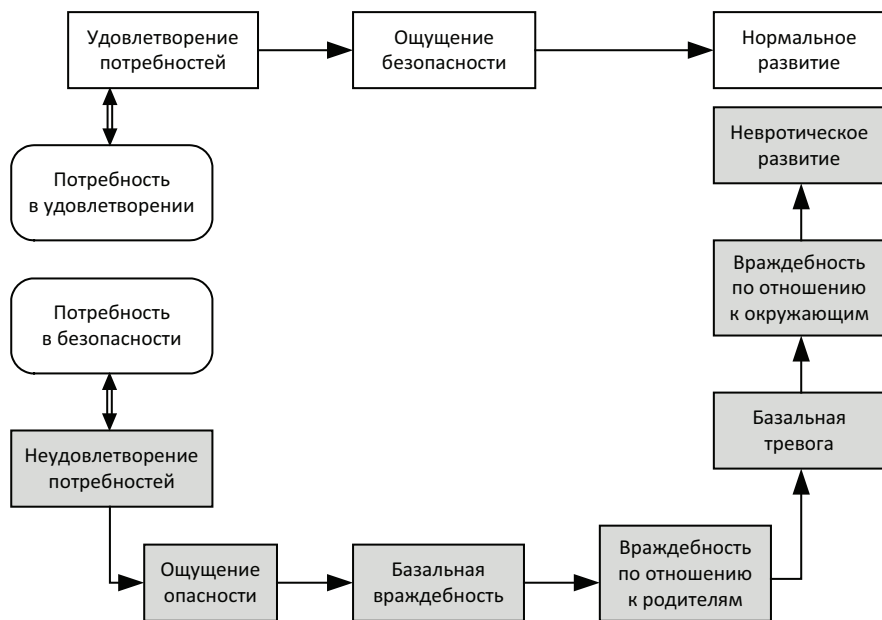 Удовлетворение
потребностей
Ощущение
безопасности
Нормальное
развитие
Невротическое
развитие
Потребность
в удовлетворении
Враждебность
по отношению
к окружающим
Потребность
в безопасности
Базальная
тревога
Неудовлетворение
потребностей
Ощущение
опасности
Базальная
враждебность
Враждебность
по отношению
к родителям